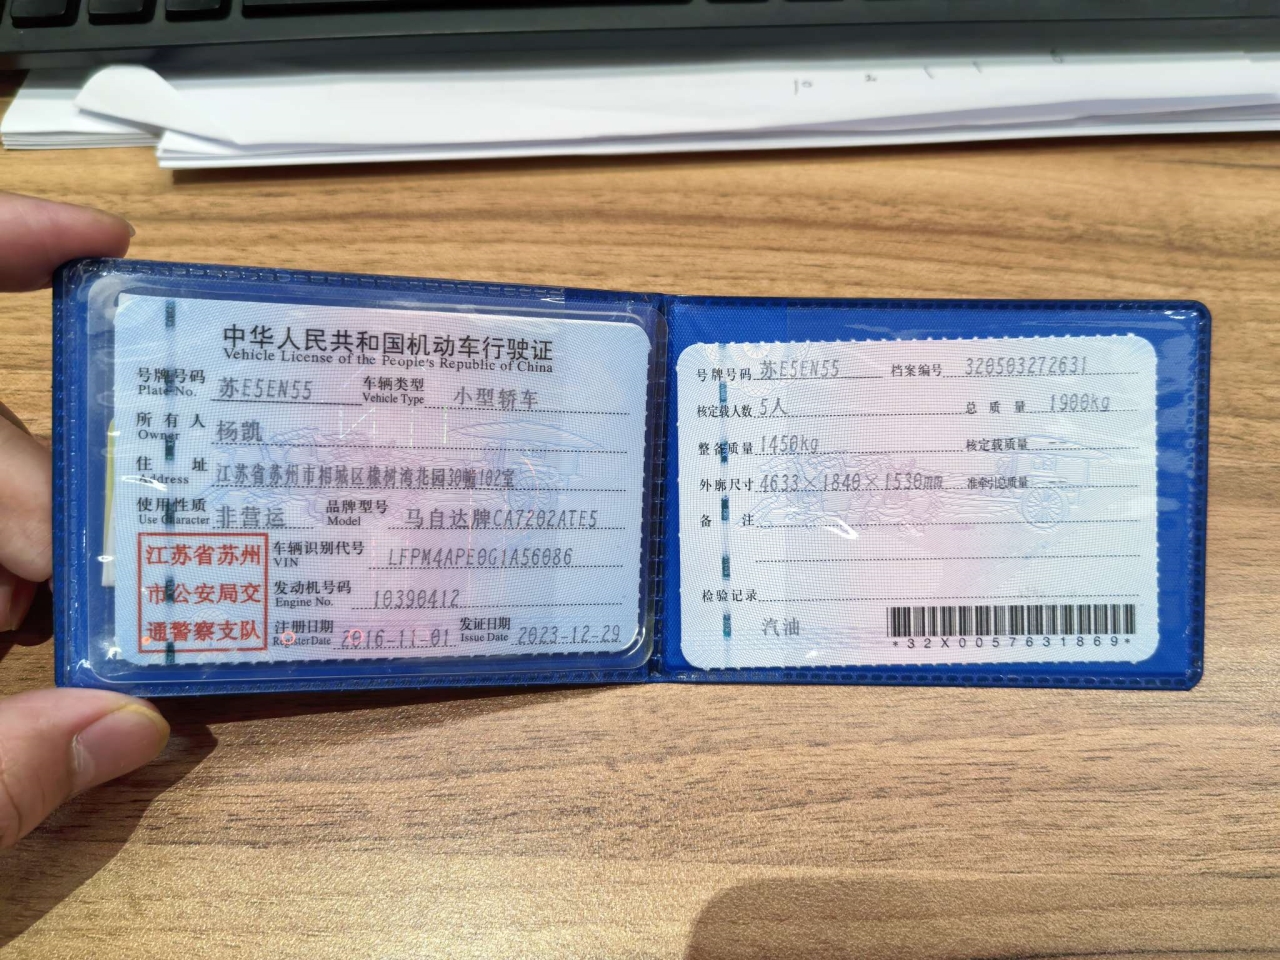 中华人民共和国机动车行驶证
Vehicle License of the People's Republic of China
号牌号码 苏E5EN55 车辆类型 小型轿车
Plate No. Vehicle Type
所有人 杨凯
Owner
住址 江苏省苏州市相城区橡树湾花园30幢102室
Address
使用性质 非营运 品牌型号 马自达牌CA7202ATE5
Use Character Model
江苏省苏州
市公安局交
通警察支队
车辆识别代号 LFPM4APE0G1A56086
VIN
发动机号码 10390412
Engine No.
注册日期 2016-11-01 发证日期 2023-12-29
Register Date Issue Date
号牌号码 苏E5EN55 档案编号 320503272631
核定载人数 5人 总质量 1900kg
整备质量 1450kg 核定载质量 --
外廓尺寸 4633×1840×1530mm 准牵引总质量 --
备注
检验记录
汽油
*32X0057631869*